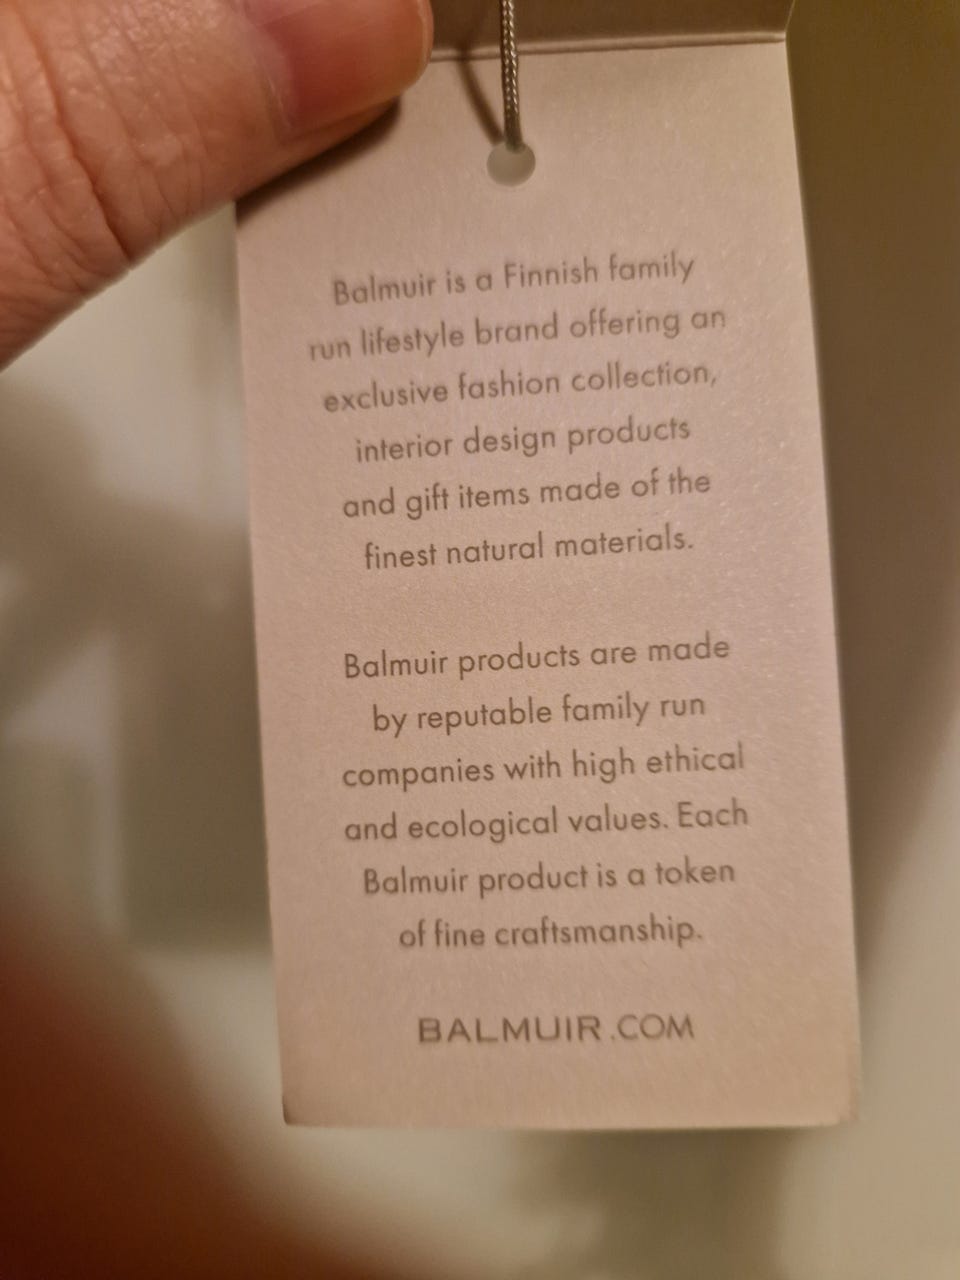 Balmuir is a Finnish family
run lifestyle brand offering an
exclusive fashion collection,
interior design products
and gift items made of the
finest natural materials.
Balmuir products are made
by reputable family run
companies with high ethical
and ecological values. Each
Balmuir product is a token
of fine craftsmanship.
BALMUIR.COM